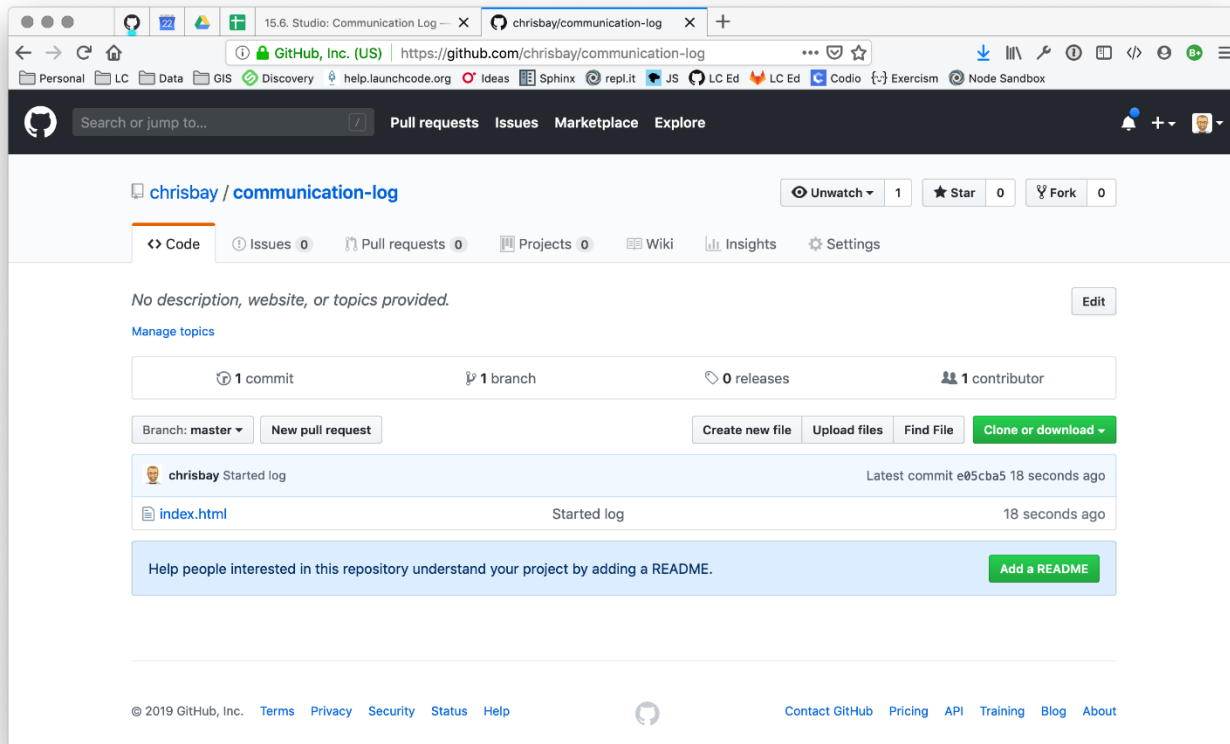 22 15.6. Studio: Communication Log — chrisbay/communication-log
GitHub, Inc. (US) https://github.com/chrisbay/communication-log
Personal LC Data GIS Discovery help.launchcode.org Ideas Sphinx repl.it JS LC Ed LC Ed Codio Exercism Node Sandbox
Search or jump to... / Pull requests Issues Marketplace Explore
chrisbay / communication-log Unwatch 1 Star 0 Fork 0
<> Code Issues 0 Pull requests 0 Projects 0 Wiki Insights Settings
No description, website, or topics provided. Edit
Manage topics
1 commit 1 branch 0 releases 1 contributor
Branch: master New pull request Create new file Upload files Find File Clone or download
chrisbay Started log Latest commit e05cba5 18 seconds ago
index.html Started log 18 seconds ago
Help people interested in this repository understand your project by adding a README. Add a README
© 2019 GitHub, Inc. Terms Privacy Security Status Help Contact GitHub Pricing API Training Blog About